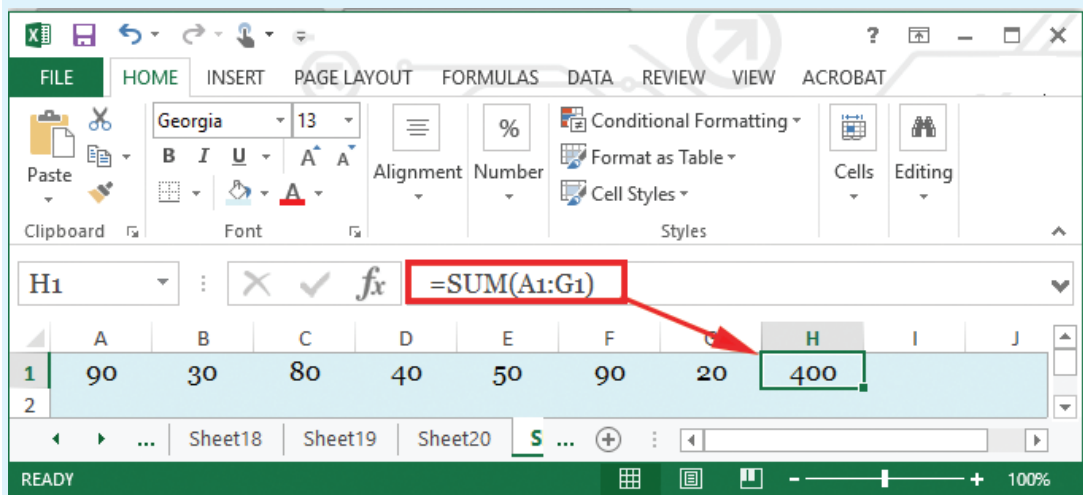 ?
FILE HOME INSERT PAGE LAYOUT FORMULAS DATA REVIEW VIEW ACROBAT
Georgia 13 % Conditional Formatting
Paste B I U A A Alignment Number Format as Table Cells Editing
A Cell Styles
Clipboard Font Styles
H1 fx =SUM(A1:G1)
A B C D E F G H I J
1 90 30 80 40 50 90 20 400
2
... Sheet18 Sheet19 Sheet20 S ...
READY 100%